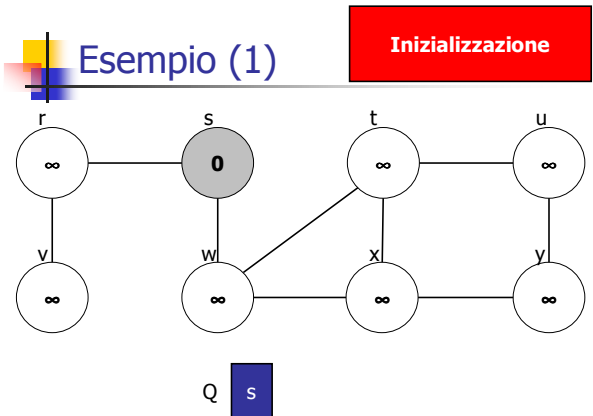 Inizializzazione
Esempio (1)
r s t u
∞ 0 ∞ ∞
v w x y
∞ ∞ ∞ ∞
Q s